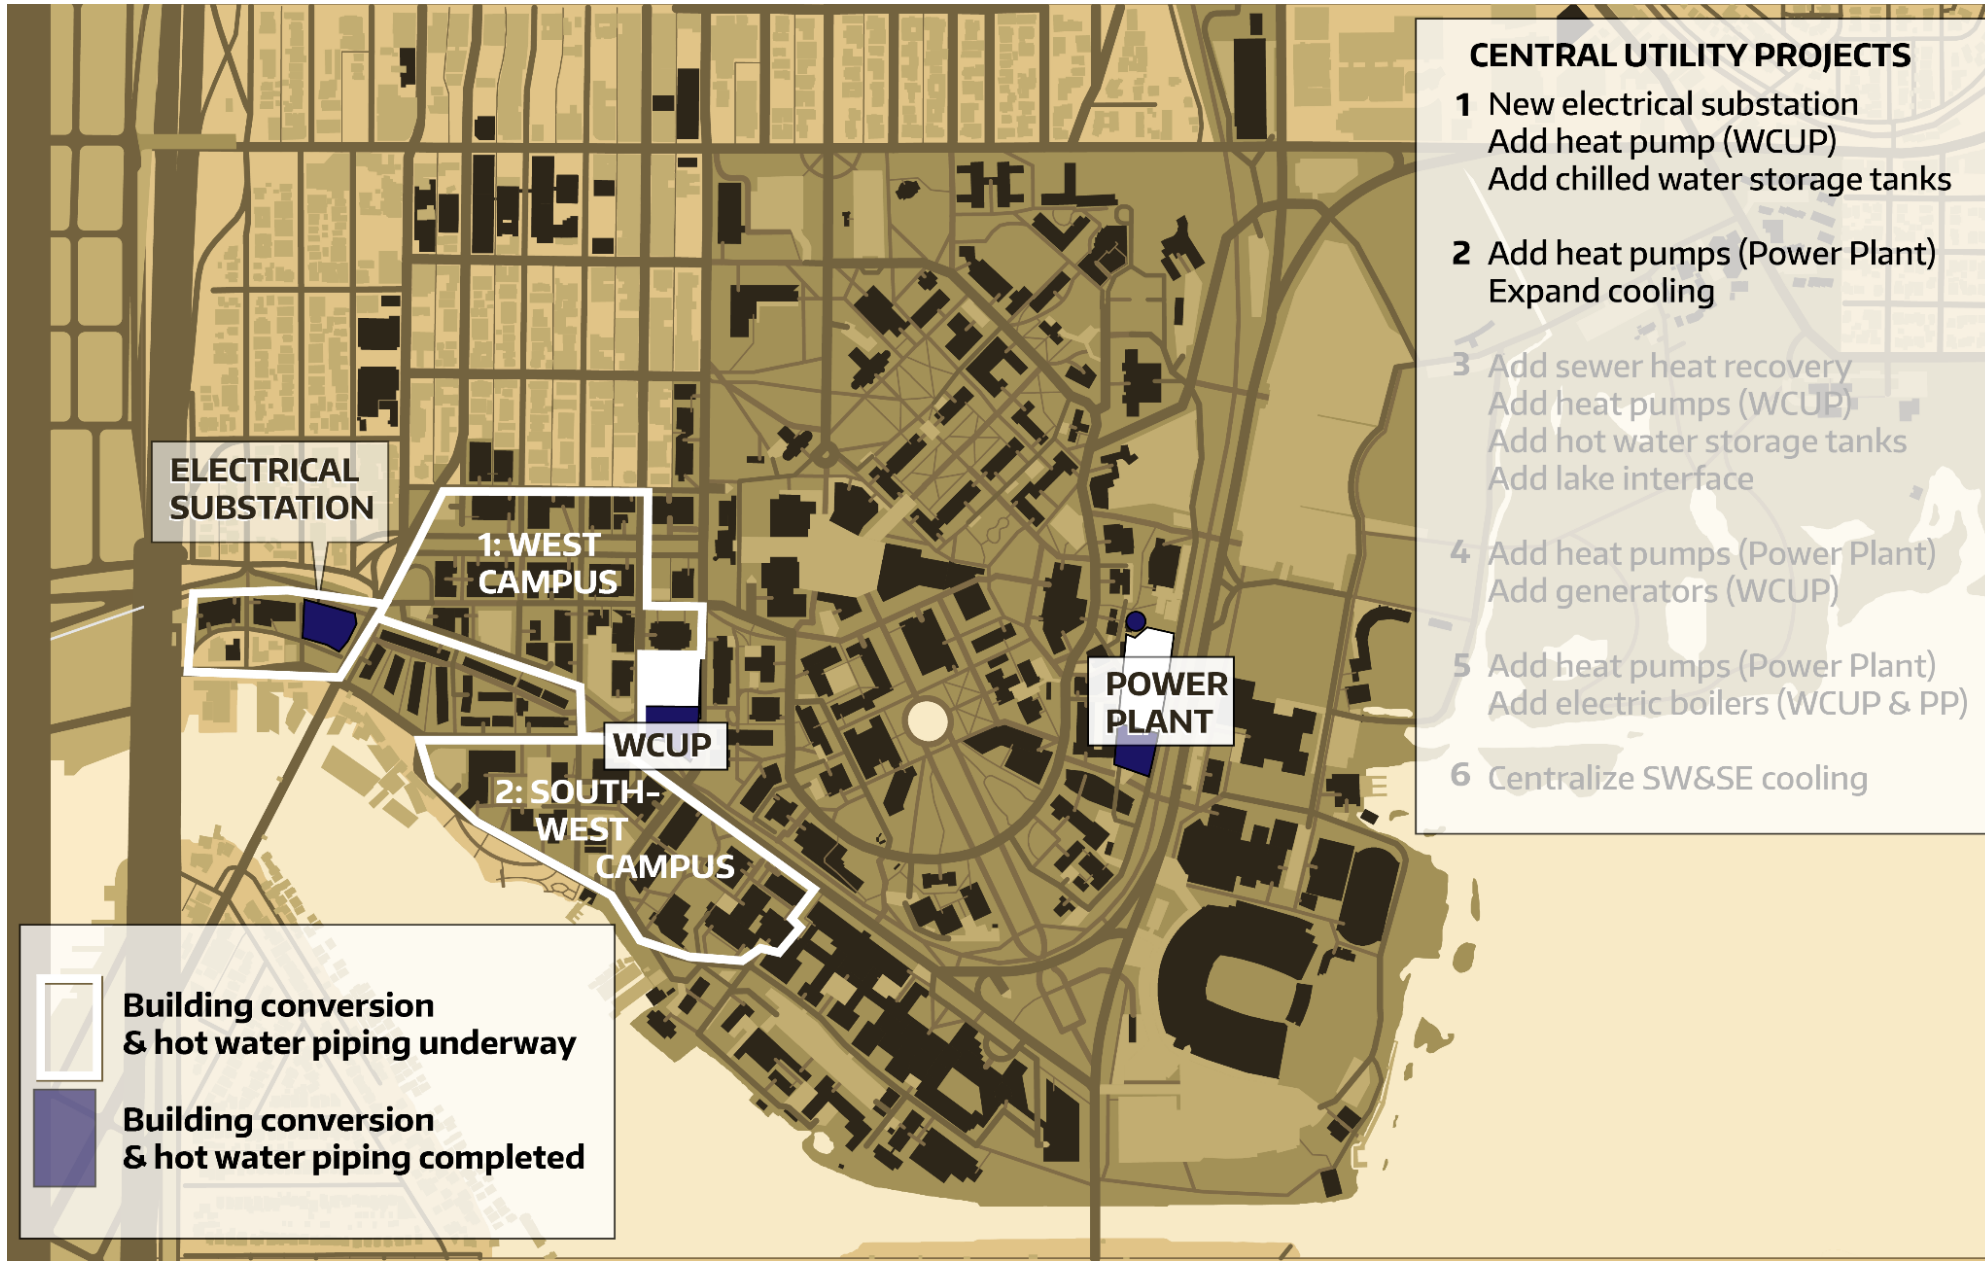 CENTRAL UTILITY PROJECTS
1 New electrical substation
Add heat pump (WCUP)
Add chilled water storage tanks
2 Add heat pumps (Power Plant)
Expand cooling
3 Add sewer heat recovery
Add heat pumps (WCUP)
Add hot water storage tanks
Add lake interface
4 Add heat pumps (Power Plant)
Add generators (WCUP)
5 Add heat pumps (Power Plant)
Add electric boilers (WCUP & PP)
6 Centralize SW&SE cooling
ELECTRICAL
SUBSTATION
1: WEST
CAMPUS
WCUP
POWER
PLANT
2: SOUTH-
WEST
CAMPUS
Building conversion
& hot water piping underway
Building conversion
& hot water piping completed